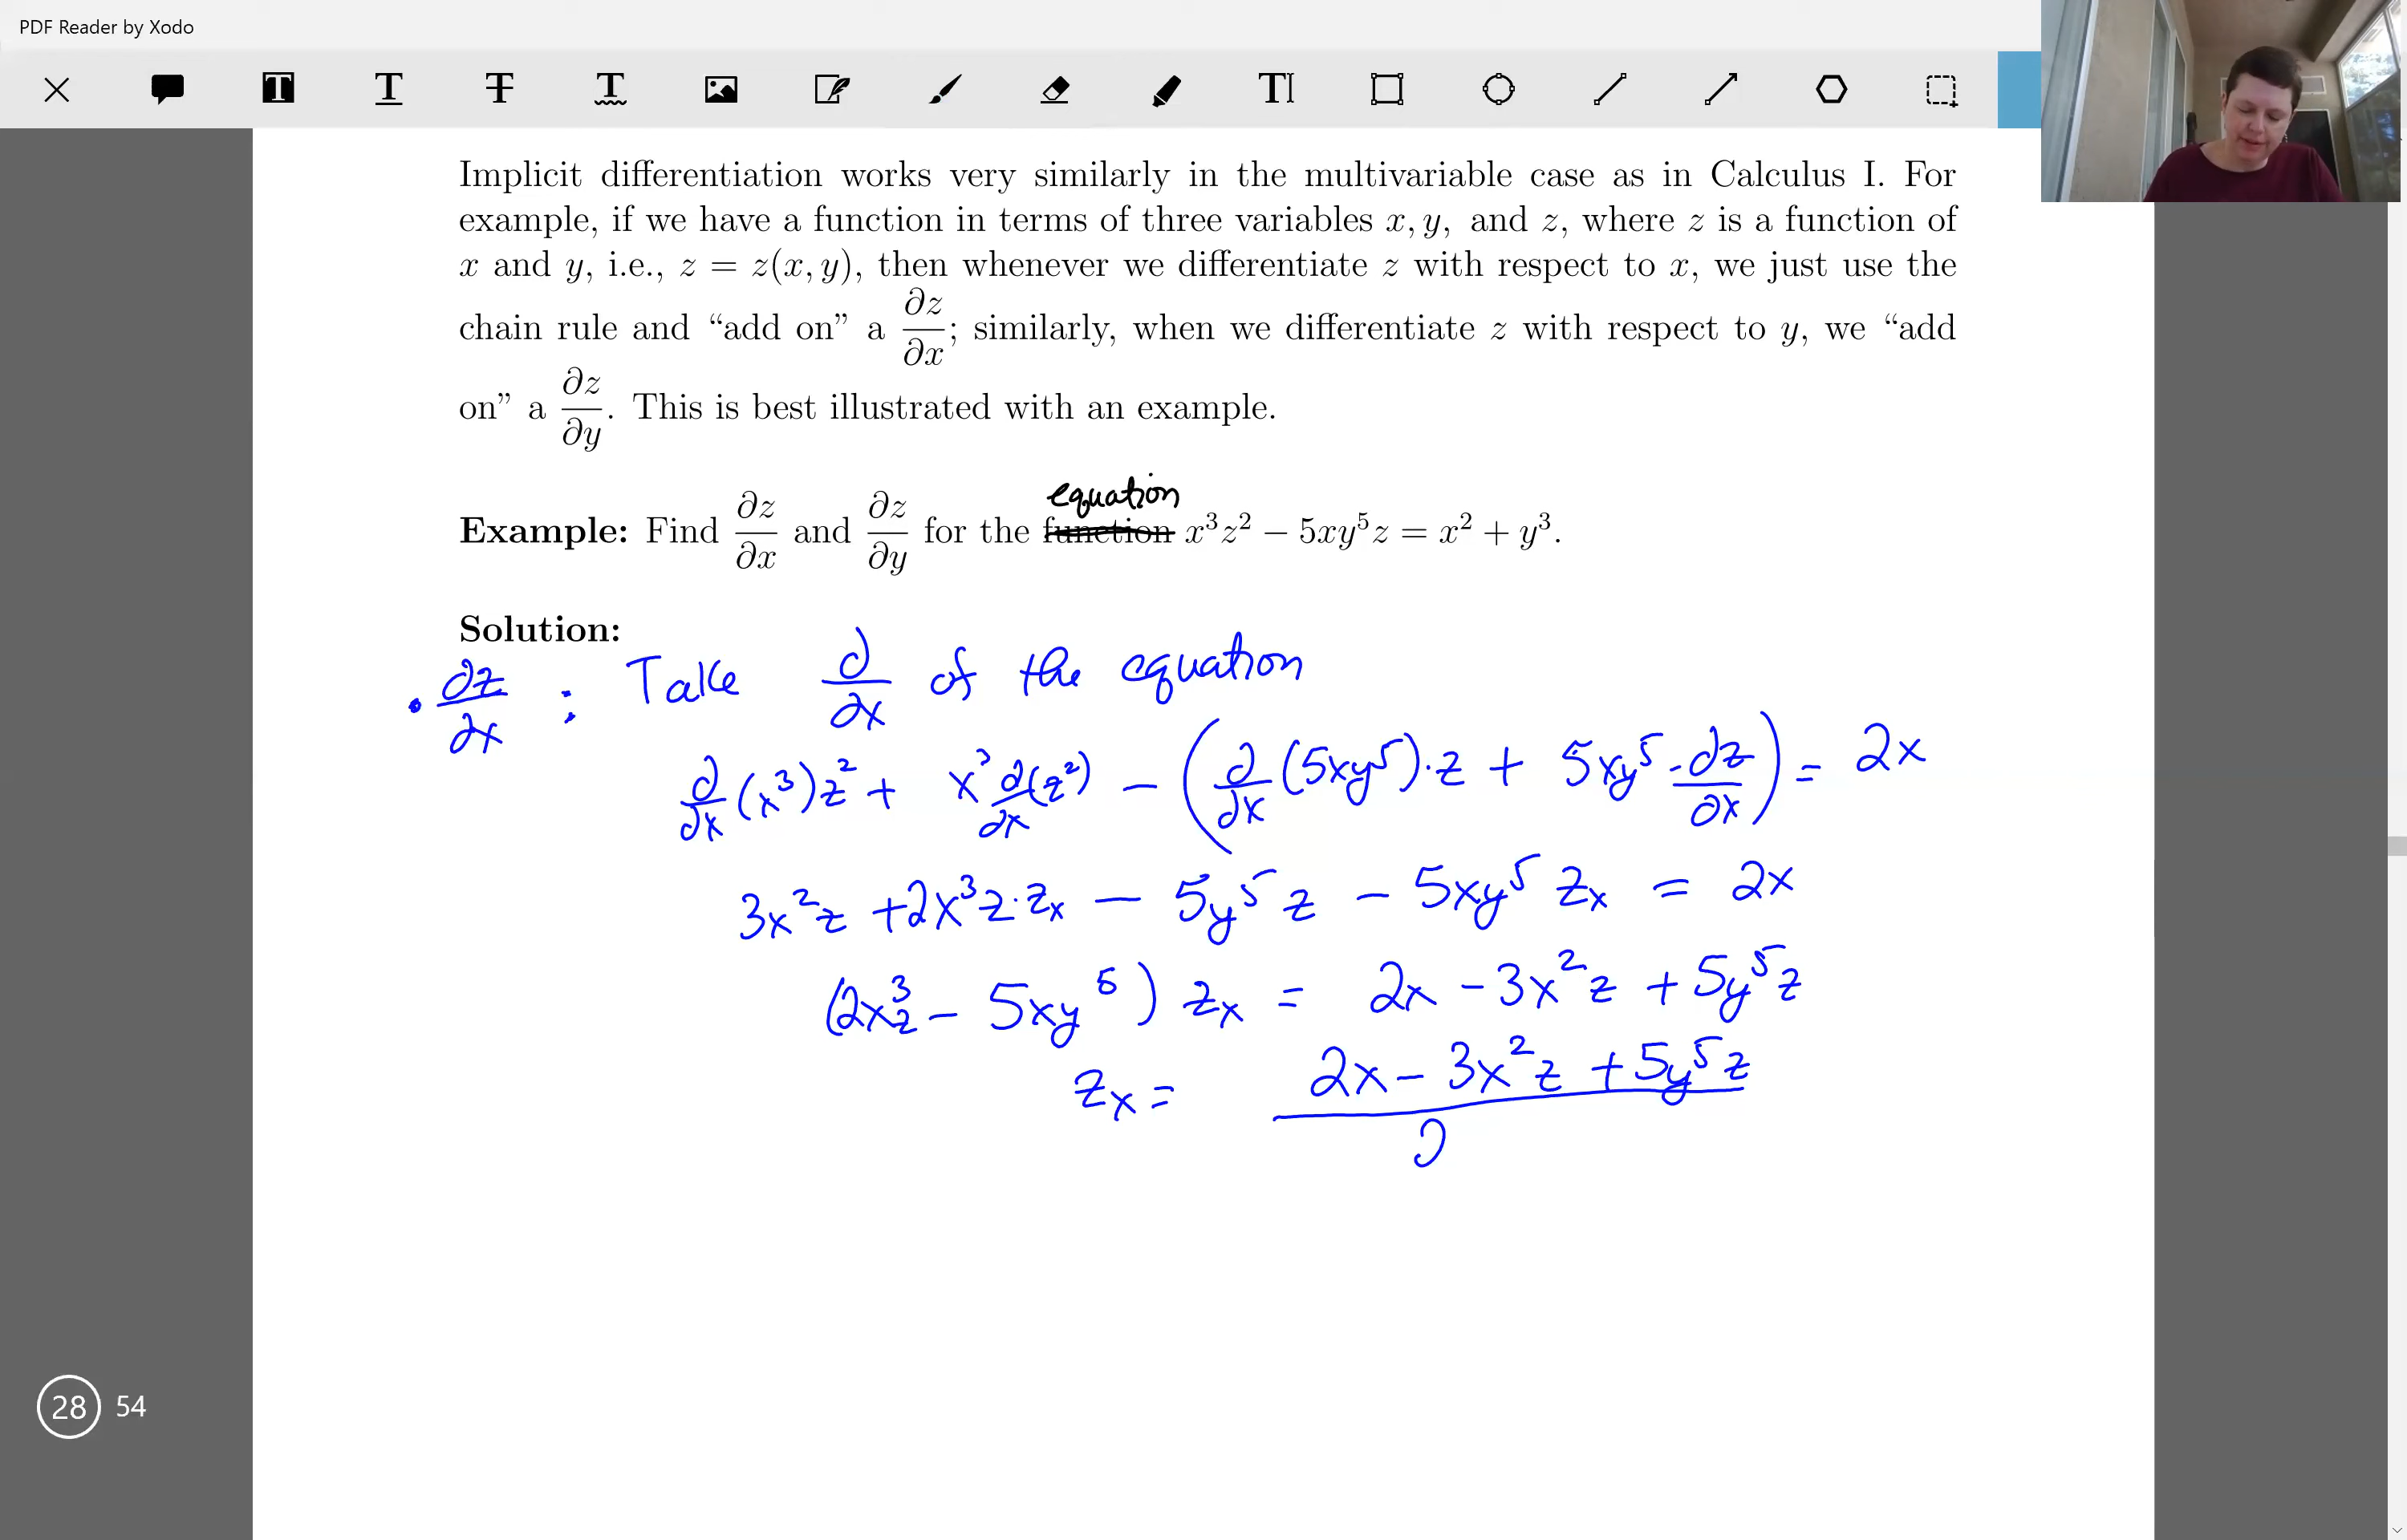 PDF Reader by Xodo
Implicit differentiation works very similarly in the multivariable case as in Calculus I. For
example, if we have a function in terms of three variables x, y, and z, where z is a function of
x and y, i.e., z = z(x, y), then whenever we differentiate z with respect to x, we just use the
chain rule and “add on” a ∂z/∂x; similarly, when we differentiate z with respect to y, we “add
on” a ∂z/∂y. This is best illustrated with an example.
equation
Example: Find ∂z/∂x and ∂z/∂y for the function x³z² − 5xy⁵z = x² + y³.
Solution:
• ∂z/∂x : Take ∂/∂x of the equation
∂/∂x (x³) z² + x³ ∂/∂x (z²) − (∂/∂x (5xy⁵)·z + 5xy⁵ · ∂z/∂x) = 2x
3x²z + 2x³z·zₓ − 5y⁵z − 5xy⁵ zₓ = 2x
(2x³z − 5xy⁵) zₓ = 2x − 3x²z + 5y⁵z
zₓ = 2x − 3x²z + 5y⁵z
28 54